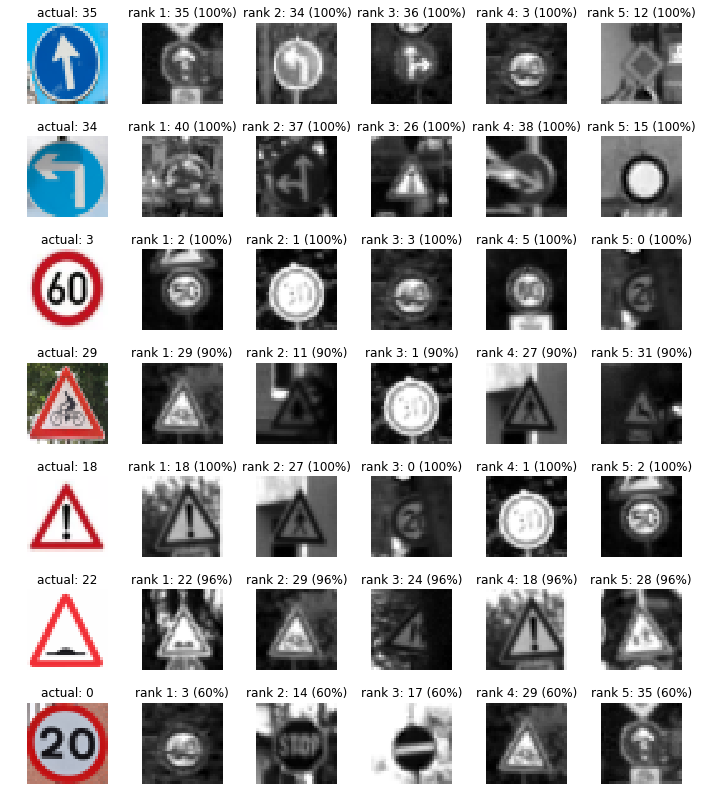 actual: 35 rank 1: 35 (100%) rank 2: 34 (100%) rank 3: 36 (100%) rank 4: 3 (100%) rank 5: 12 (100%)
actual: 34 rank 1: 40 (100%) rank 2: 37 (100%) rank 3: 26 (100%) rank 4: 38 (100%) rank 5: 15 (100%)
actual: 3 rank 1: 2 (100%) rank 2: 1 (100%) rank 3: 3 (100%) rank 4: 5 (100%) rank 5: 0 (100%)
60 50 30 80
actual: 29 rank 1: 29 (90%) rank 2: 11 (90%) rank 3: 1 (90%) rank 4: 27 (90%) rank 5: 31 (90%)
30
actual: 18 rank 1: 18 (100%) rank 2: 27 (100%) rank 3: 0 (100%) rank 4: 1 (100%) rank 5: 2 (100%)
! ! 30 50
actual: 22 rank 1: 22 (96%) rank 2: 29 (96%) rank 3: 24 (96%) rank 4: 18 (96%) rank 5: 28 (96%)
!
actual: 0 rank 1: 3 (60%) rank 2: 14 (60%) rank 3: 17 (60%) rank 4: 29 (60%) rank 5: 35 (60%)
20 STOP